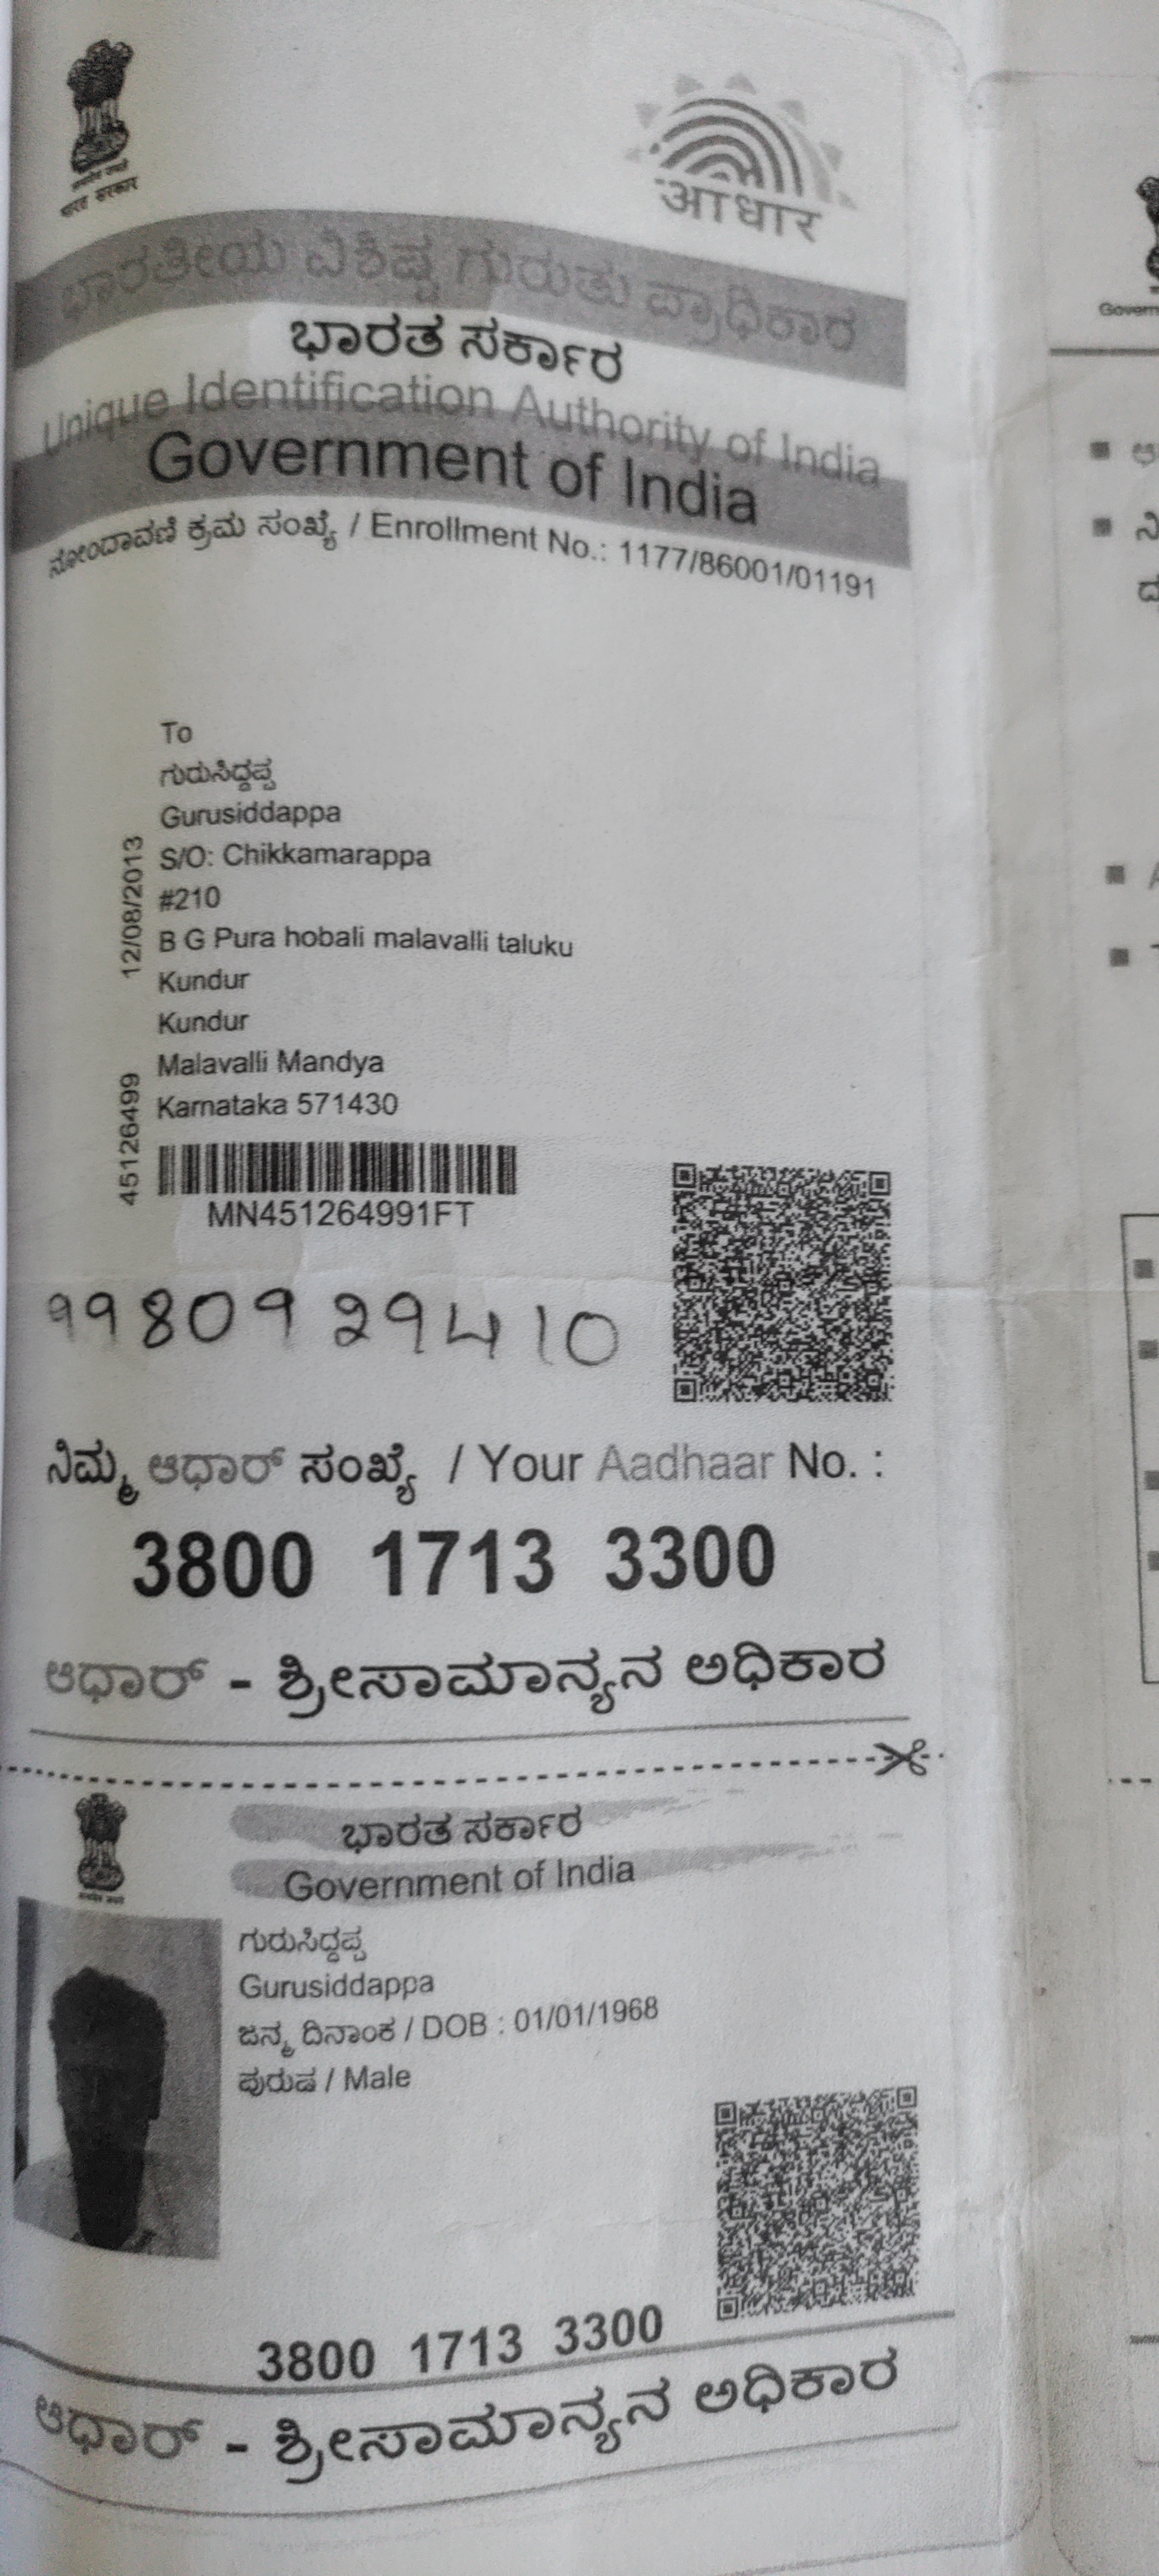 भारत सरकार
आधार
ಭಾರತೀಯ ವಿಶಿಷ್ಟ ಗುರುತು ಪ್ರಾಧಿಕಾರ
ಭಾರತ ಸರ್ಕಾರ
Unique Identification Authority of India
Government of India
ನೋಂದಾವಣಿ ಕ್ರಮ ಸಂಖ್ಯೆ / Enrollment No.: 1177/86001/01191
To
ಗುರುಸಿದ್ದಪ್ಪ
Gurusiddappa
S/O: Chikkamarappa
#210
B G Pura hobali malavalli taluku
Kundur
Kundur
Malavalli Mandya
Karnataka 571430
12/08/2013
45126499
MN451264991FT
9980929410
ನಿಮ್ಮ ಆಧಾರ್ ಸಂಖ್ಯೆ / Your Aadhaar No. :
3800 1713 3300
ಆಧಾರ್ - ಶ್ರೀಸಾಮಾನ್ಯನ ಅಧಿಕಾರ
ಭಾರತ ಸರ್ಕಾರ
Government of India
ಗುರುಸಿದ್ದಪ್ಪ
Gurusiddappa
ಜನ್ಮ ದಿನಾಂಕ / DOB : 01/01/1968
ಪುರುಷ / Male
3800 1713 3300
ಆಧಾರ್ - ಶ್ರೀಸಾಮಾನ್ಯನ ಅಧಿಕಾರ